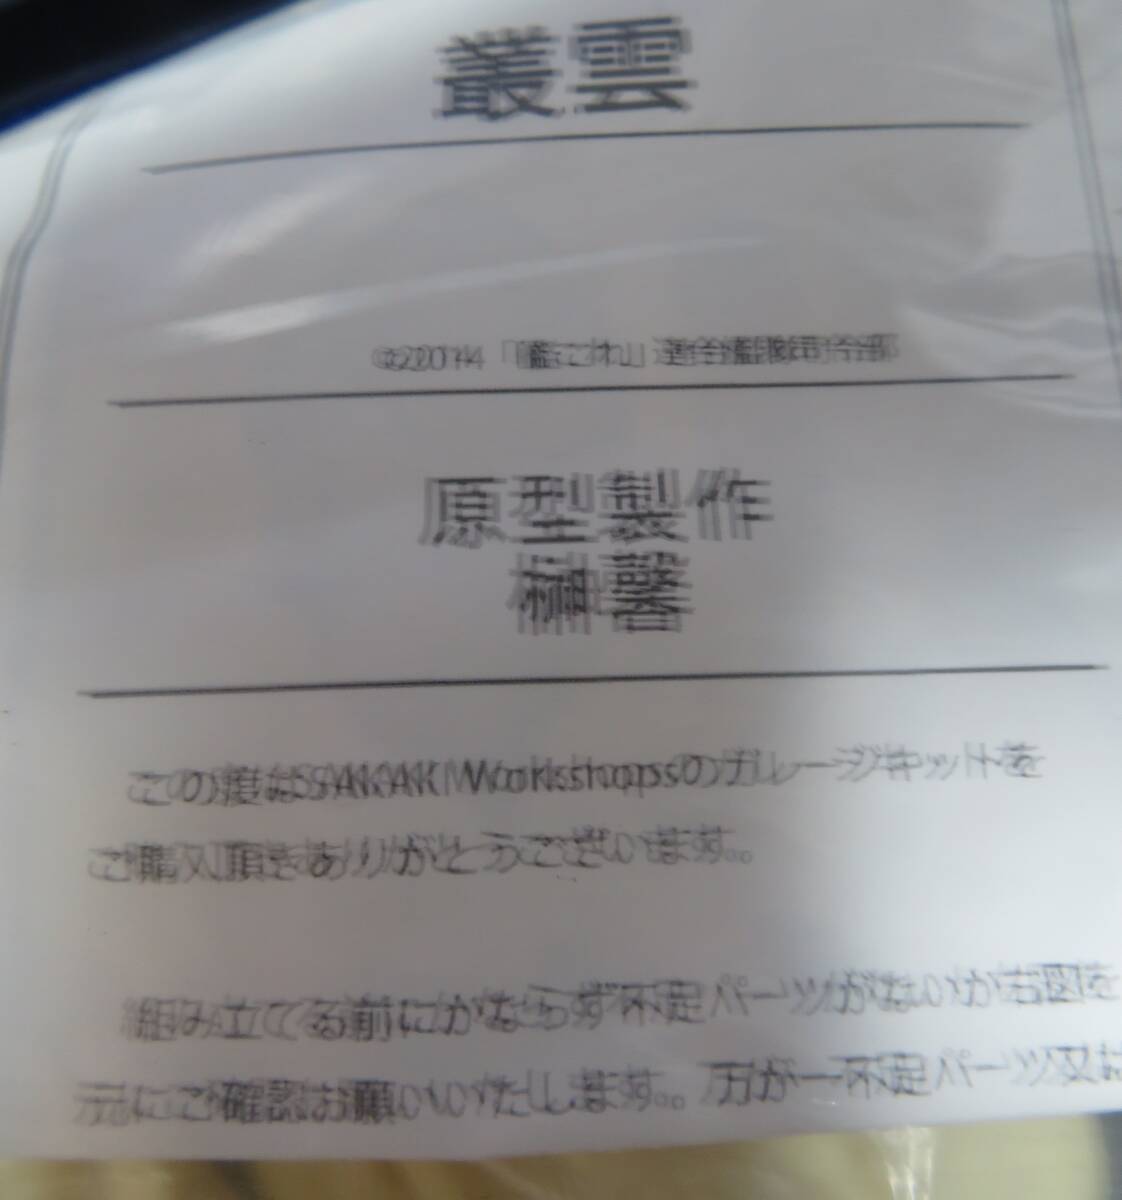 叢雲
©2014 「艦これ」運営鎮守府司令部
原型製作
榊馨
この度はSAKAKI Workshopsのガレージキットを
ご購入頂きありがとうございます。
組み立てる前にかならず不足パーツがないか右図を
元にご確認お願いいたします。万が一不足パーツ又は